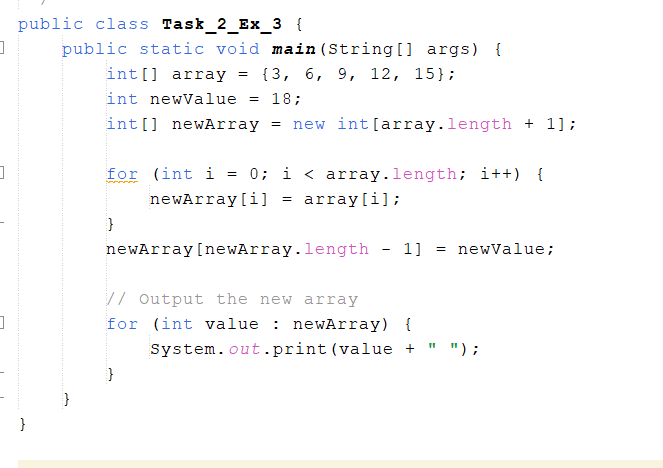 public class Task_2_Ex_3 {
    public static void main(String[] args) {
        int[] array = {3, 6, 9, 12, 15};
        int newValue = 18;
        int[] newArray = new int[array.length + 1];

        for (int i = 0; i < array.length; i++) {
            newArray[i] = array[i];
        }
        newArray[newArray.length - 1] = newValue;

        // Output the new array
        for (int value : newArray) {
            System.out.print(value + " ");
        }
    }
}